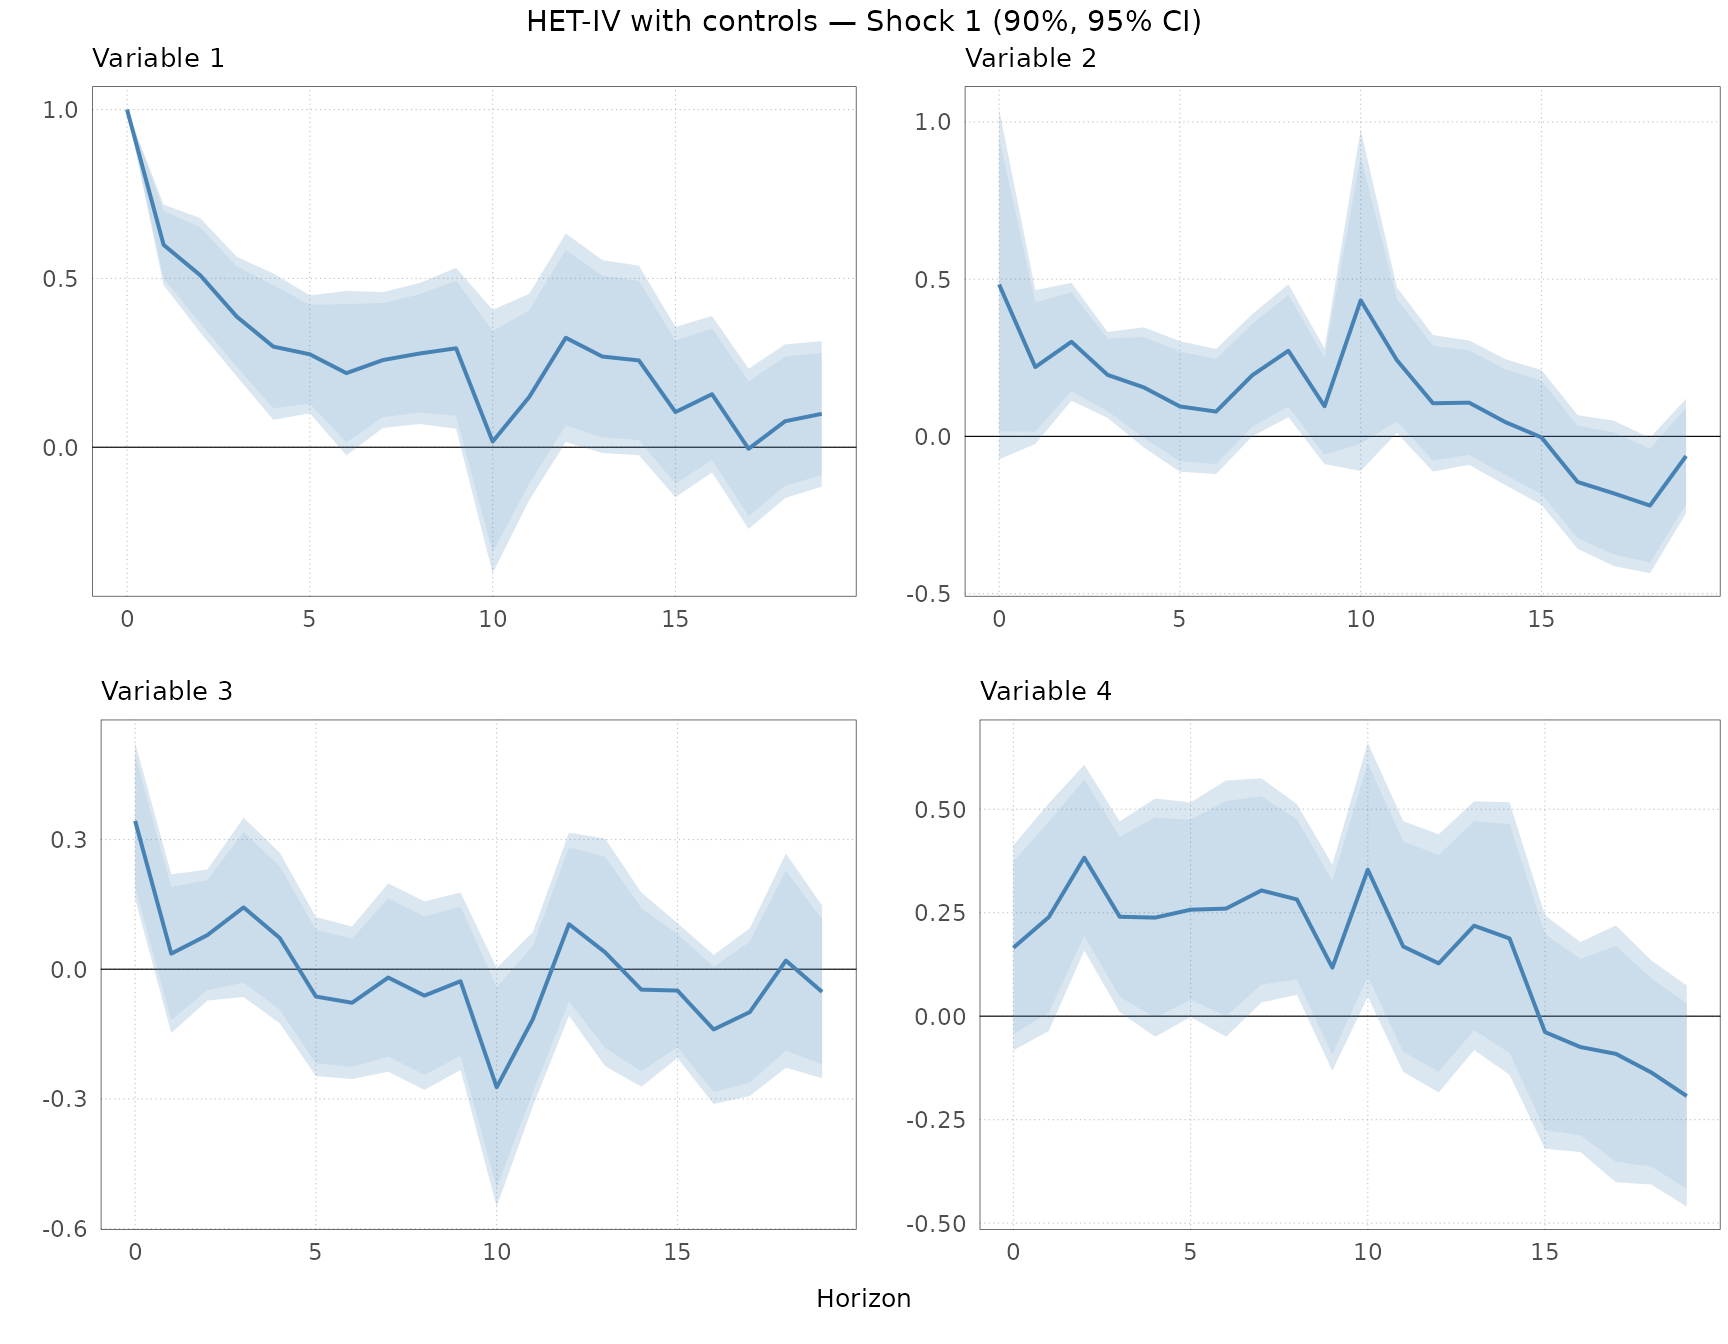 HET-IV with controls — Shock 1 (90%, 95% CI)
Variable 1
1.0
0.5
0.0
0 5 10 15
Variable 2
1.0
0.5
0.0
-0.5
0 5 10 15
Variable 3
0.3
0.0
-0.3
-0.6
0 5 10 15
Variable 4
0.50
0.25
0.00
-0.25
-0.50
0 5 10 15
Horizon